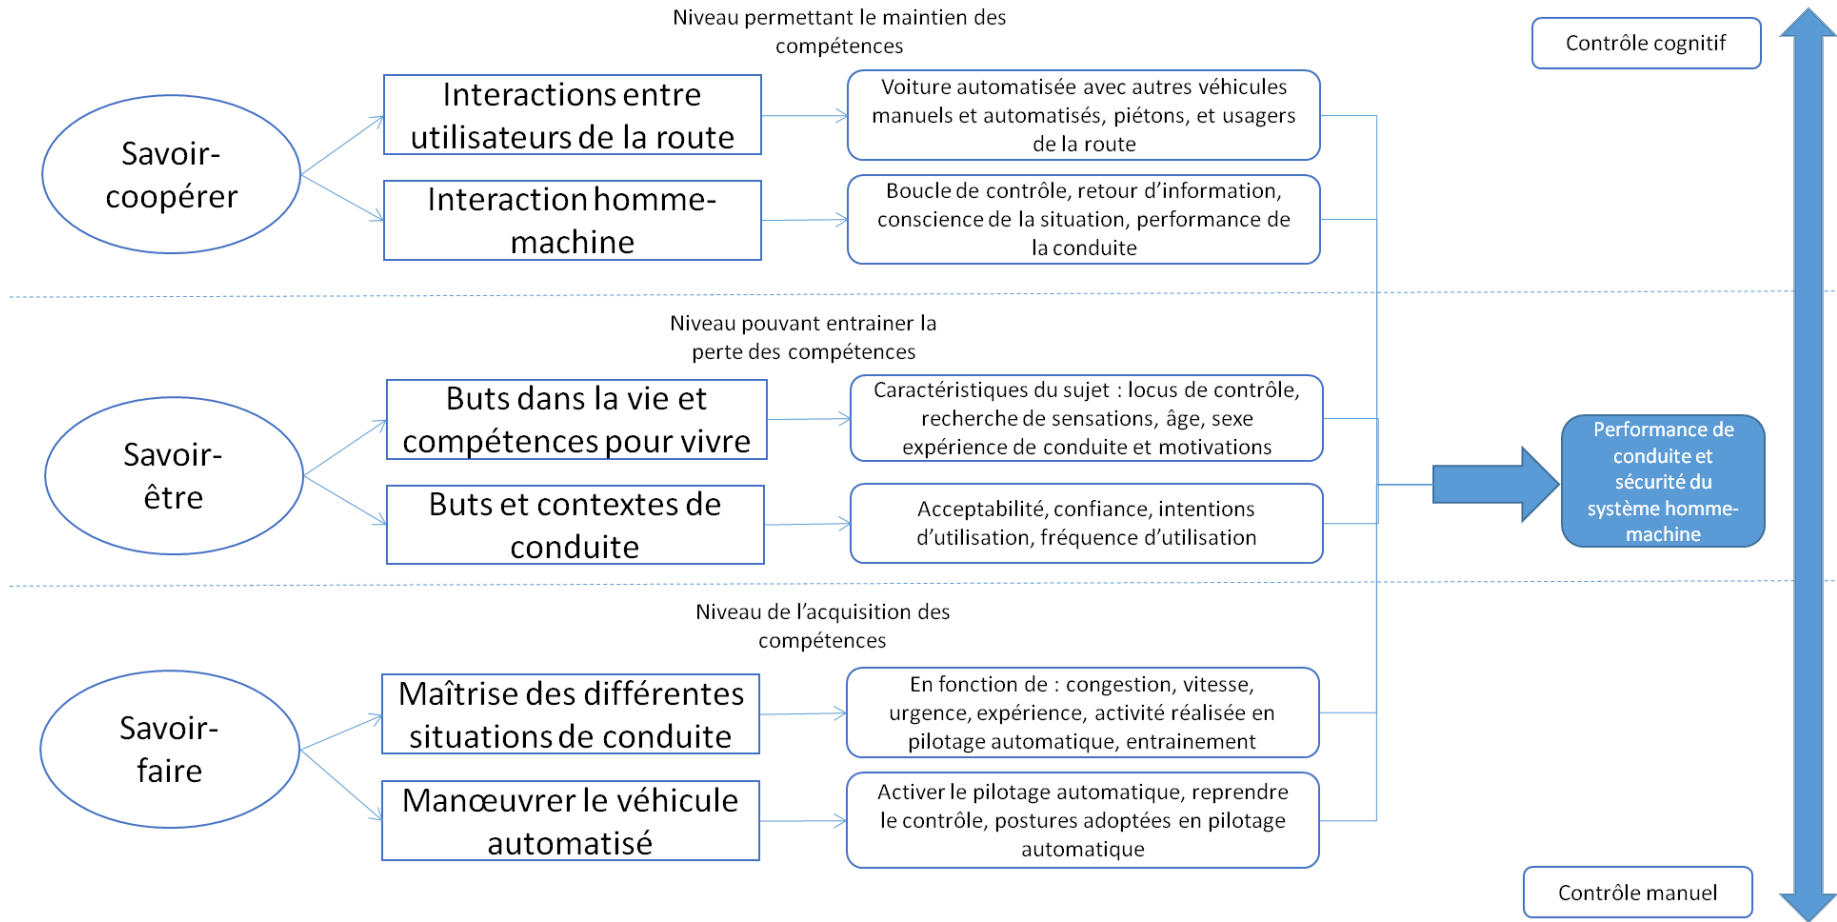 Niveau permettant le maintien des
compétences
Contrôle cognitif
Savoir-
coopérer
Interactions entre
utilisateurs de la route
Voiture automatisée avec autres véhicules
manuels et automatisés, piétons, et usagers
de la route
Interaction homme-
machine
Boucle de contrôle, retour d’information,
conscience de la situation, performance de
la conduite
Niveau pouvant entrainer la
perte des compétences
Savoir-
être
Buts dans la vie et
compétences pour vivre
Caractéristiques du sujet : locus de contrôle,
recherche de sensations, âge, sexe
expérience de conduite et motivations
Buts et contextes de
conduite
Acceptabilité, confiance, intentions
d’utilisation, fréquence d’utilisation
Performance de
conduite et
sécurité du
système homme-
machine
Niveau de l’acquisition des
compétences
Savoir-
faire
Maîtrise des différentes
situations de conduite
En fonction de : congestion, vitesse,
urgence, expérience, activité réalisée en
pilotage automatique, entrainement
Manœuvrer le véhicule
automatisé
Activer le pilotage automatique, reprendre
le contrôle, postures adoptées en pilotage
automatique
Contrôle manuel